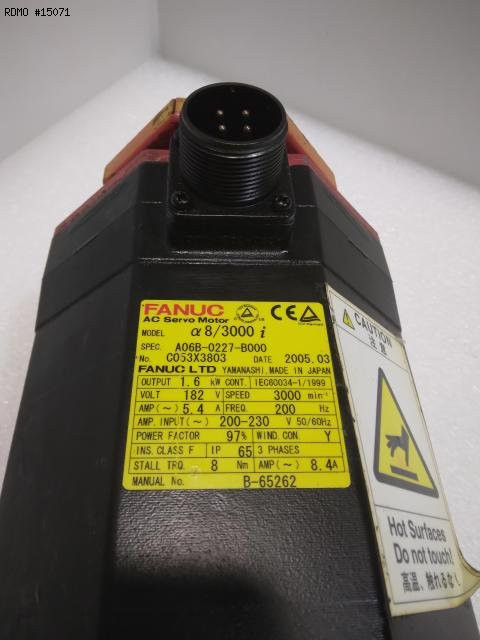 RDMO #15071
FANUC
AC Servo Motor
MODEL α8/3000 i
SPEC. A06B-0227-B000
No. C053X3803 DATE 2005.03
FANUC LTD YAMANASHI, MADE IN JAPAN
OUTPUT 1.6 kW CONT. IEC60034-1/1999
VOLT 182 V SPEED 3000 min⁻¹
AMP(~) 5.4 A FREQ. 200 Hz
AMP. INPUT(~) 200-230 V 50/60Hz
POWER FACTOR 97% WIND. CON. Y
INS. CLASS F IP 65 3 PHASES
STALL TRQ. 8 Nm AMP(~) 8.4A
MANUAL No. B-65262
CAUTION
注意
Hot Surfaces
Do not touch!
高温、触れるな